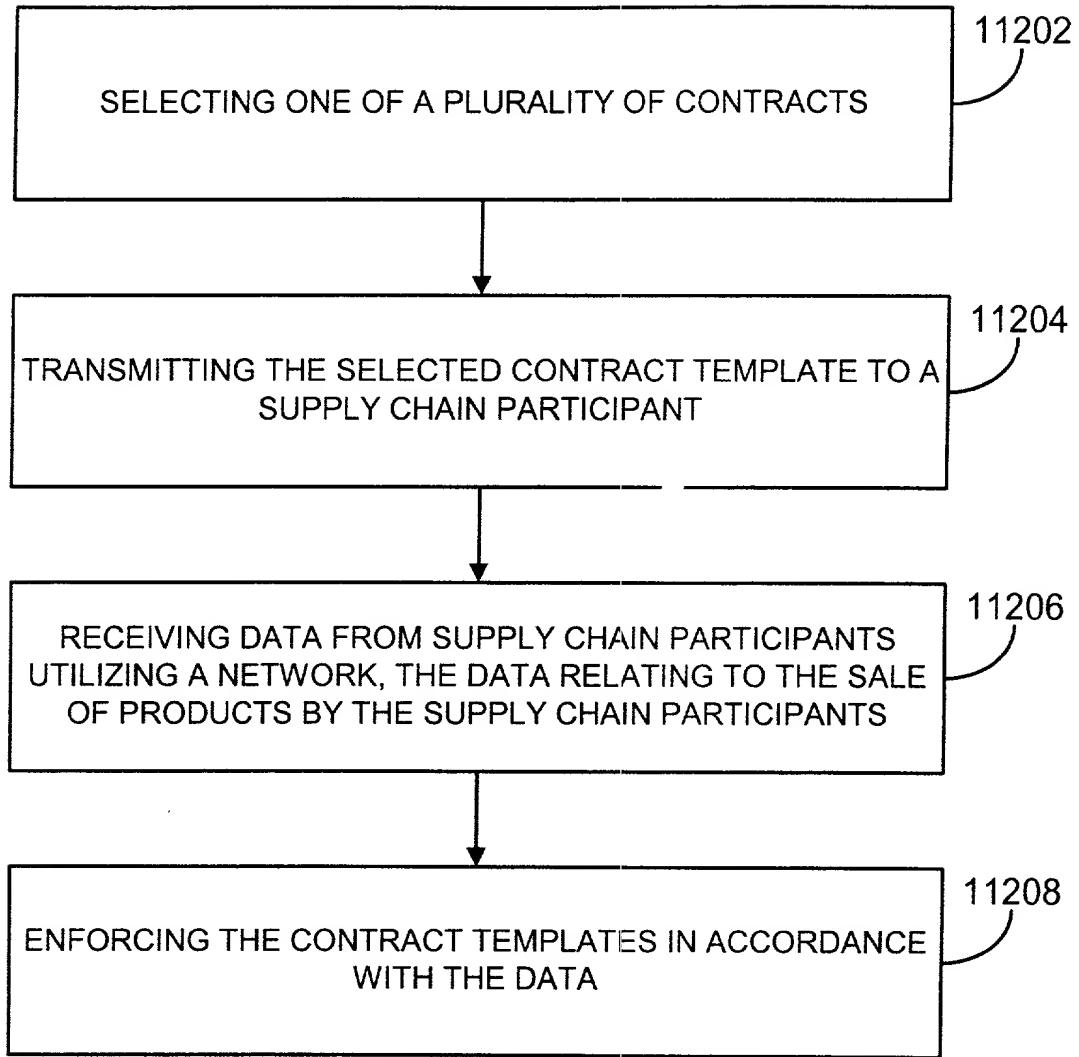 11202
SELECTING ONE OF A PLURALITY OF CONTRACTS
11204
TRANSMITTING THE SELECTED CONTRACT TEMPLATE TO A
SUPPLY CHAIN PARTICIPANT
11206
RECEIVING DATA FROM SUPPLY CHAIN PARTICIPANTS
UTILIZING A NETWORK, THE DATA RELATING TO THE SALE
OF PRODUCTS BY THE SUPPLY CHAIN PARTICIPANTS
11208
ENFORCING THE CONTRACT TEMPLATES IN ACCORDANCE
WITH THE DATA